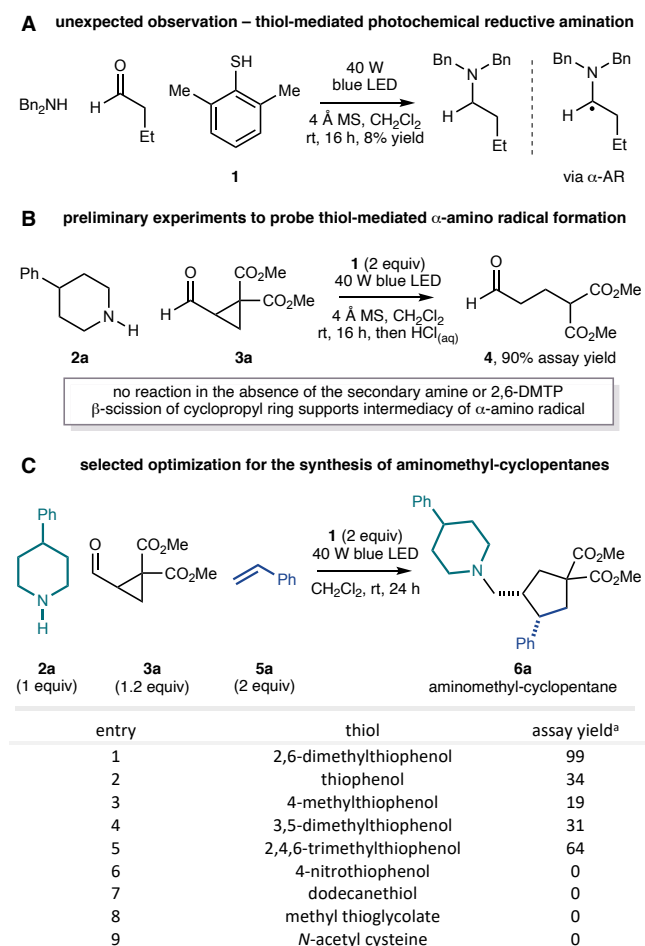 A unexpected observation – thiol-mediated photochemical reductive amination
Bn₂NH
O
H
Et
SH
Me
Me
1
40 W
blue LED
4 Å MS, CH₂Cl₂
rt, 16 h, 8% yield
Bn
Bn
N
H
Et
Bn
Bn
N
H
•
Et
via α-AR
B preliminary experiments to probe thiol-mediated α-amino radical formation
Ph
N
H
2a
O
H
CO₂Me
CO₂Me
3a
1 (2 equiv)
40 W blue LED
4 Å MS, CH₂Cl₂
rt, 16 h, then HCl(aq)
O
H
CO₂Me
CO₂Me
4, 90% assay yield
no reaction in the absence of the secondary amine or 2,6-DMTP
β-scission of cyclopropyl ring supports intermediacy of α-amino radical
C selected optimization for the synthesis of aminomethyl-cyclopentanes
Ph
N
H
2a
(1 equiv)
O
H
CO₂Me
CO₂Me
3a
(1.2 equiv)
Ph
5a
(2 equiv)
1 (2 equiv)
40 W blue LED
CH₂Cl₂, rt, 24 h
Ph
N
CO₂Me
CO₂Me
Ph
6a
aminomethyl-cyclopentane
entry thiol assay yieldᵃ
1 2,6-dimethylthiophenol 99
2 thiophenol 34
3 4-methylthiophenol 19
4 3,5-dimethylthiophenol 31
5 2,4,6-trimethylthiophenol 64
6 4-nitrothiophenol 0
7 dodecanethiol 0
8 methyl thioglycolate 0
9 N-acetyl cysteine 0